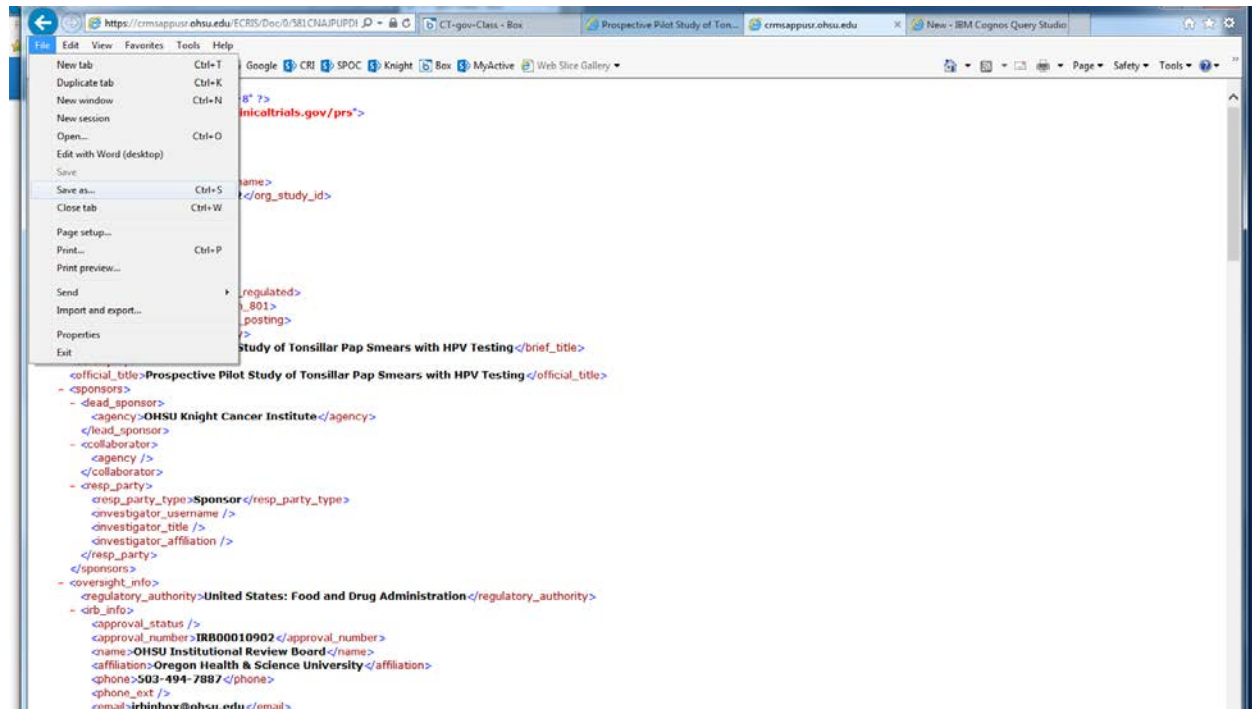 https://crmsappusr.ohsu.edu/ECRIS/Doc/0/581CNAJPUPDI
CT-gov-Class - Box
Prospective Pilot Study of Ton...
crmsappusr.ohsu.edu
New - IBM Cognos Query Studio
File Edit View Favorites Tools Help
Google CRI SPOC Knight Box MyActive Web Slice Gallery
Page Safety Tools
New tab Ctrl+T
Duplicate tab Ctrl+K
New window Ctrl+N
New session
Open... Ctrl+O
Edit with Word (desktop)
Save
Save as... Ctrl+S
Close tab Ctrl+W
Page setup...
Print... Ctrl+P
Print preview...
Send
Import and export...
Properties
Exit
8" ?>
inicaltrials.gov/prs">
ame>
</org_study_id>
_regulated>
_801>
_posting>
/>
Study of Tonsillar Pap Smears with HPV Testing</brief_title>
<official_title>Prospective Pilot Study of Tonsillar Pap Smears with HPV Testing</official_title>
- <sponsors>
- <lead_sponsor>
<agency>OHSU Knight Cancer Institute</agency>
</lead_sponsor>
- <collaborator>
<agency />
</collaborator>
- <resp_party>
<resp_party_type>Sponsor</resp_party_type>
<investigator_username />
<investigator_title />
<investigator_affiliation />
</resp_party>
</sponsors>
- <oversight_info>
<regulatory_authority>United States: Food and Drug Administration</regulatory_authority>
- <irb_info>
<approval_status />
<approval_number>IRB00010902</approval_number>
<name>OHSU Institutional Review Board</name>
<affiliation>Oregon Health & Science University</affiliation>
<phone>503-494-7887</phone>
<phone_ext />
<email>irbinbox@ohsu.edu</email>